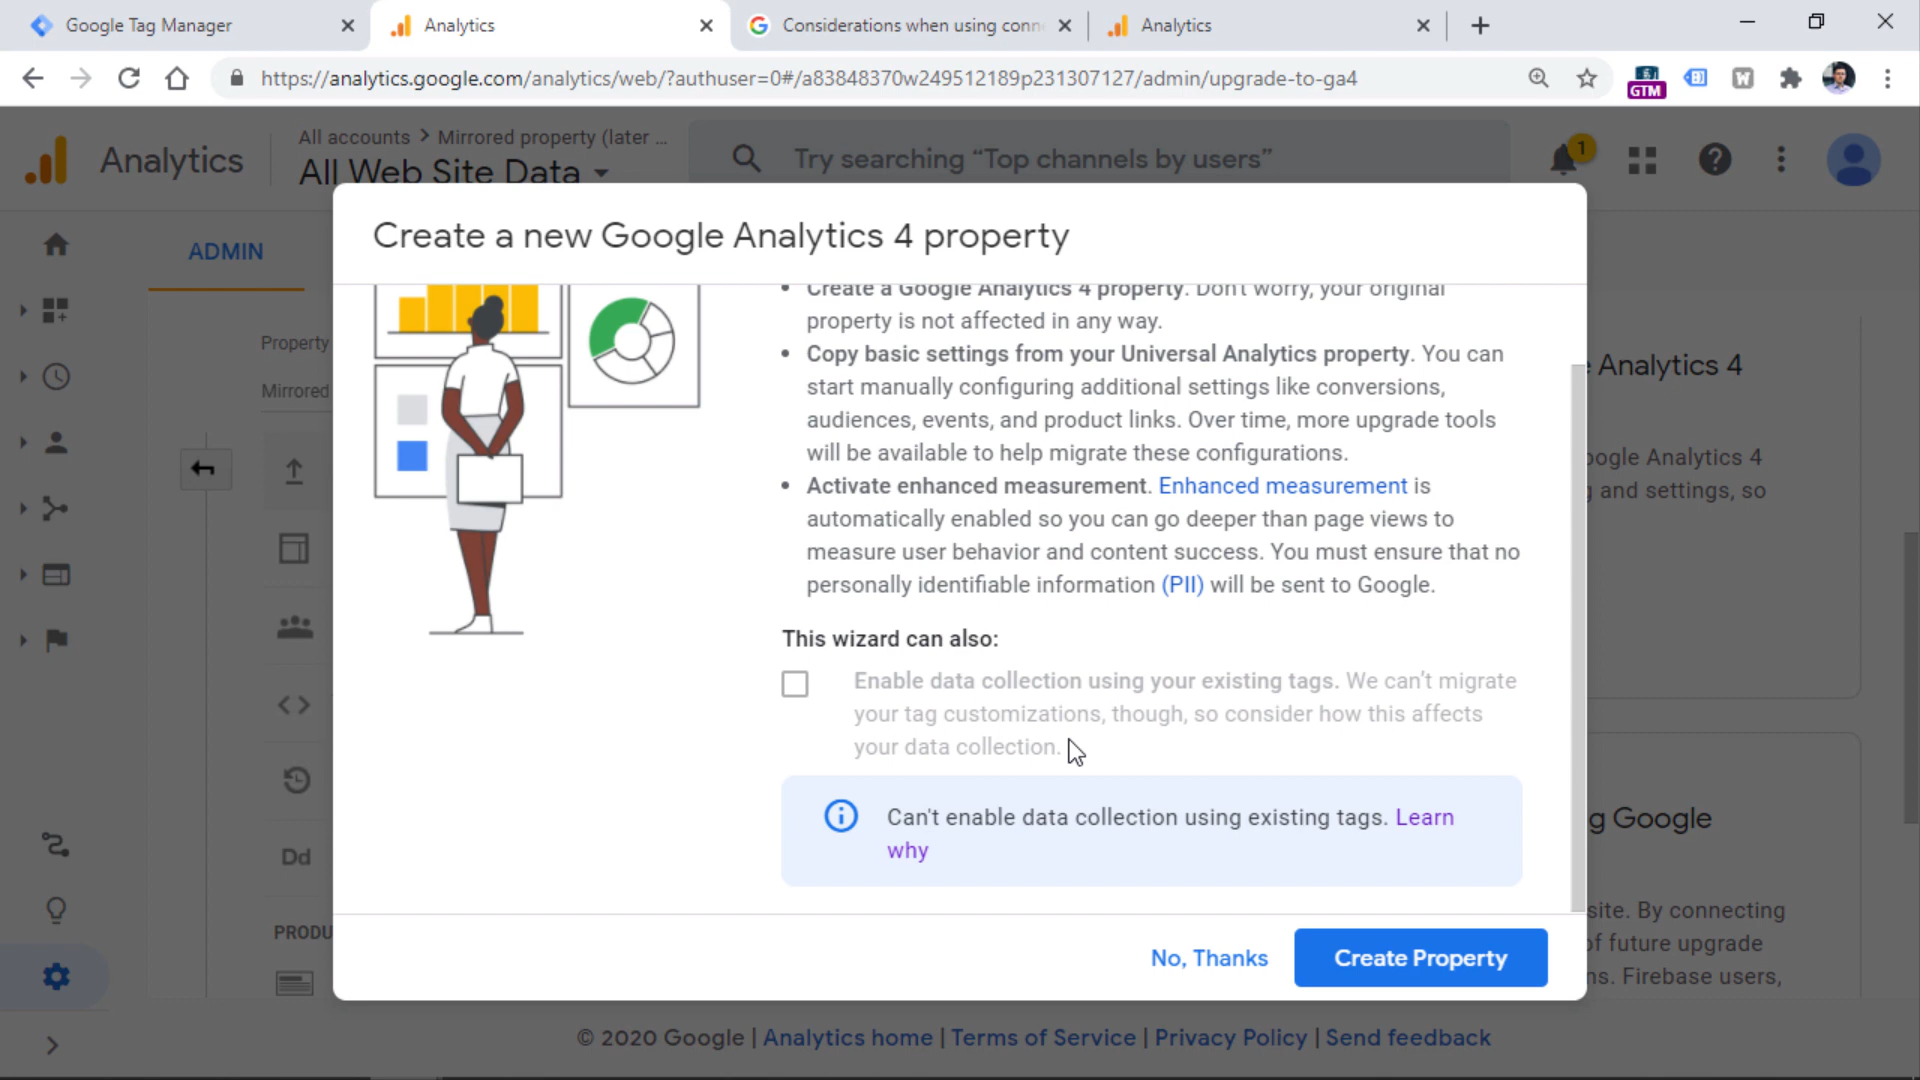 Google Tag Manager
Analytics
Considerations when using conne
Analytics
https://analytics.google.com/analytics/web/?authuser=0#/a83848370w249512189p231307127/admin/upgrade-to-ga4
GTM
W
Analytics
All accounts > Mirrored property (later ...
All Web Site Data
Try searching “Top channels by users”
1
ADMIN
Property
Mirrored
Create a new Google Analytics 4 property
• Create a Google Analytics 4 property. Don't worry, your original
property is not affected in any way.
• Copy basic settings from your Universal Analytics property. You can
start manually configuring additional settings like conversions,
audiences, events, and product links. Over time, more upgrade tools
will be available to help migrate these configurations.
• Activate enhanced measurement. Enhanced measurement is
automatically enabled so you can go deeper than page views to
measure user behavior and content success. You must ensure that no
personally identifiable information (PII) will be sent to Google.
This wizard can also:
Enable data collection using your existing tags. We can't migrate
your tag customizations, though, so consider how this affects
your data collection.
Can't enable data collection using existing tags. Learn
why
No, Thanks
Create Property
Analytics 4
oogle Analytics 4
g and settings, so
g Google
site. By connecting
of future upgrade
ns. Firebase users,
Dd
PRODU
© 2020 Google | Analytics home | Terms of Service | Privacy Policy | Send feedback